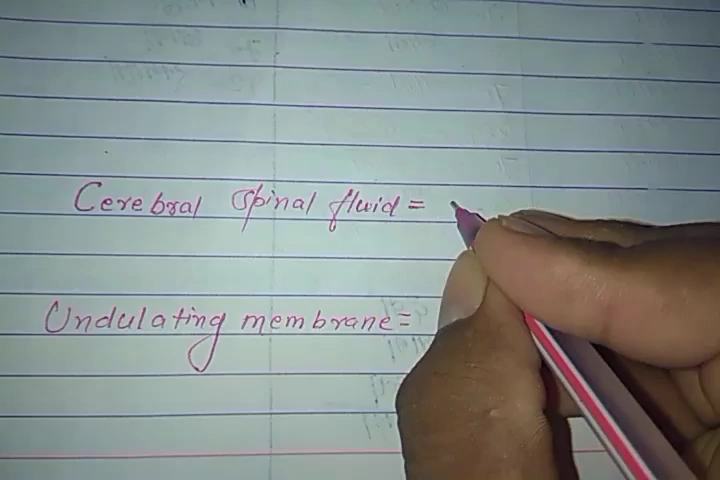 Cerebral Spinal fluid =
Undulating membrane=